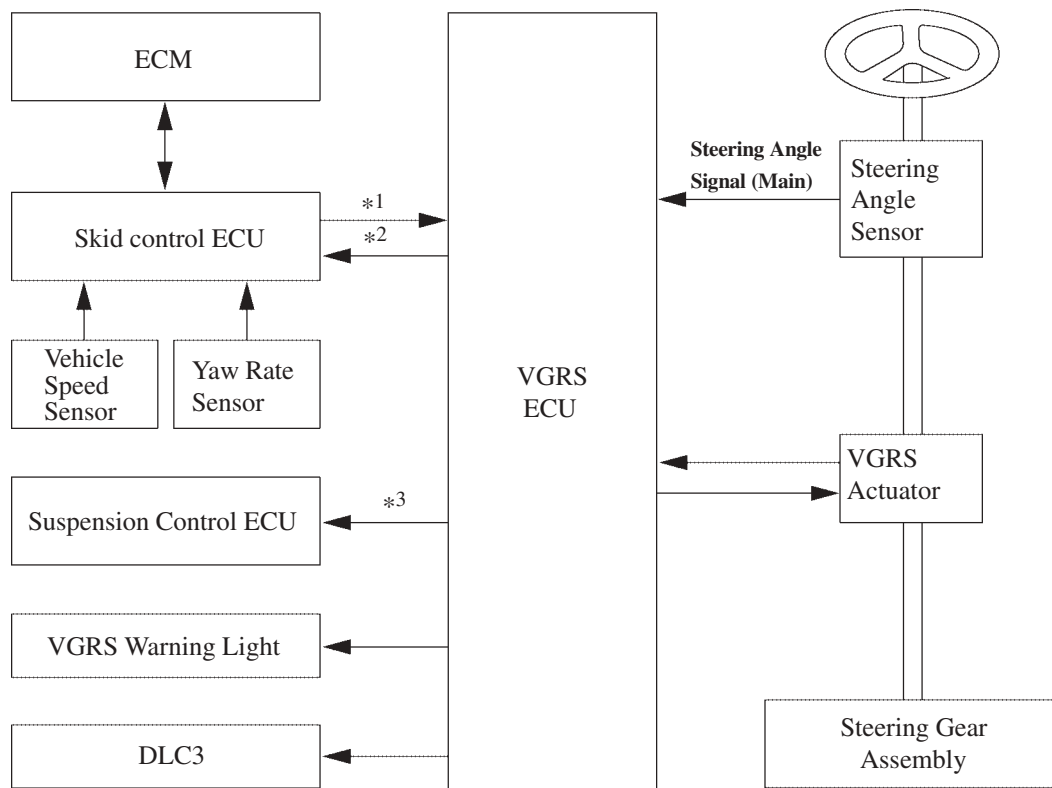 ECM
Skid control ECU
*1
*2
Vehicle
Speed
Sensor
Yaw Rate
Sensor
Suspension Control ECU
*3
VGRS Warning Light
DLC3
VGRS
ECU
Steering Angle
Signal (Main)
Steering
Angle
Sensor
VGRS
Actuator
Steering Gear
Assembly